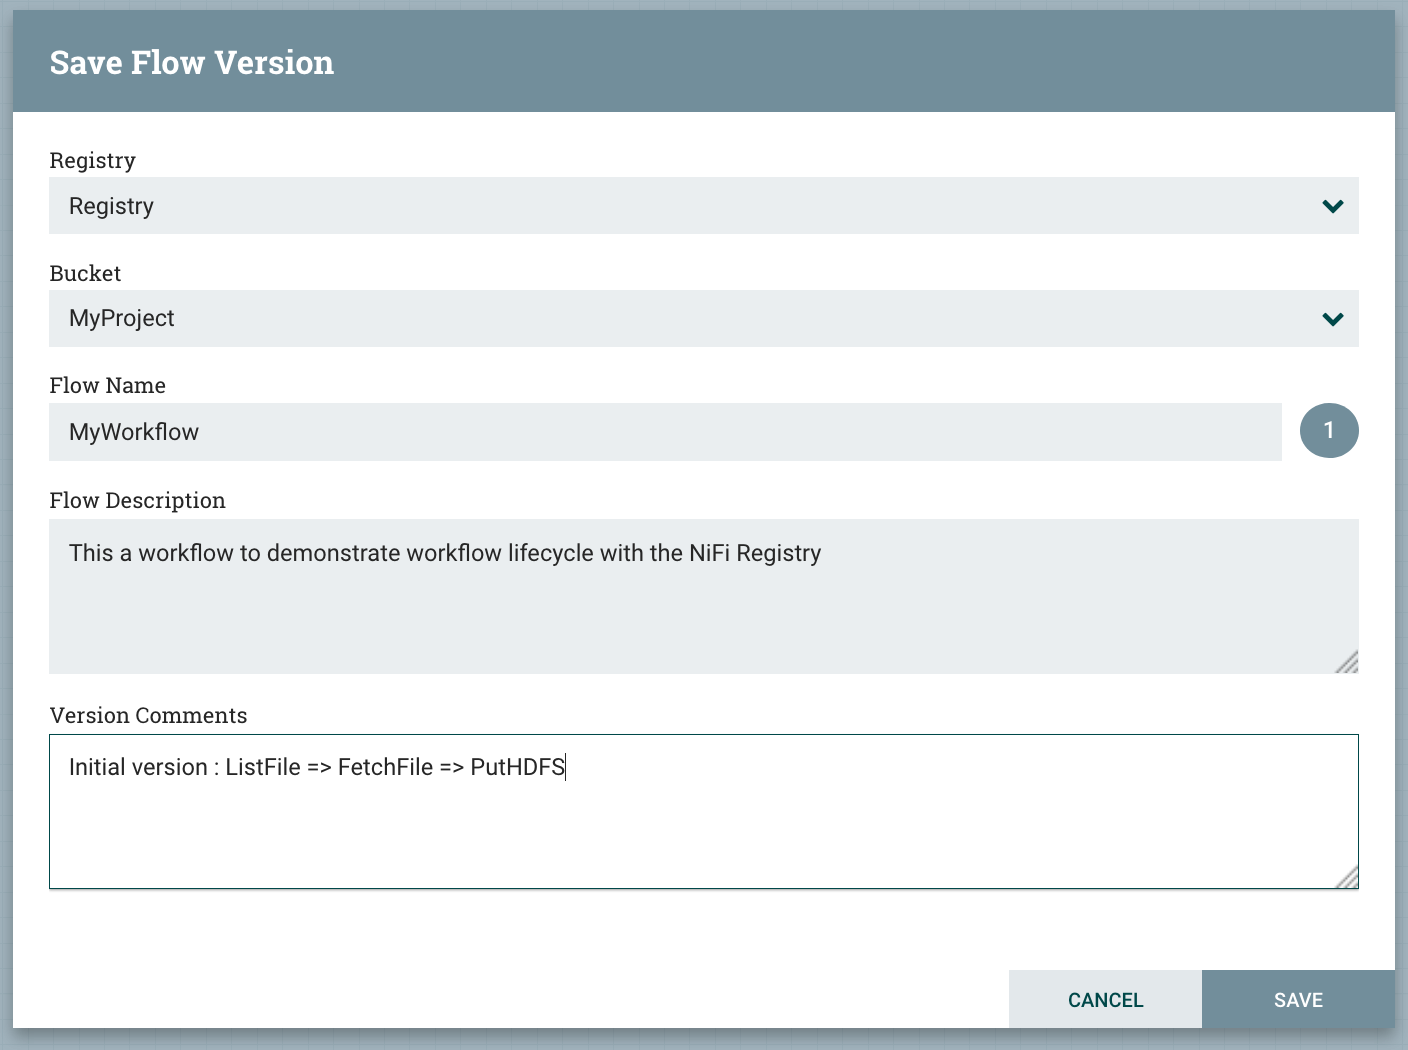 Save Flow Version
Registry
Registry
Bucket
MyProject
Flow Name
MyWorkflow
1
Flow Description
This a workflow to demonstrate workflow lifecycle with the NiFi Registry
Version Comments
Initial version : ListFile => FetchFile => PutHDFS
CANCEL
SAVE